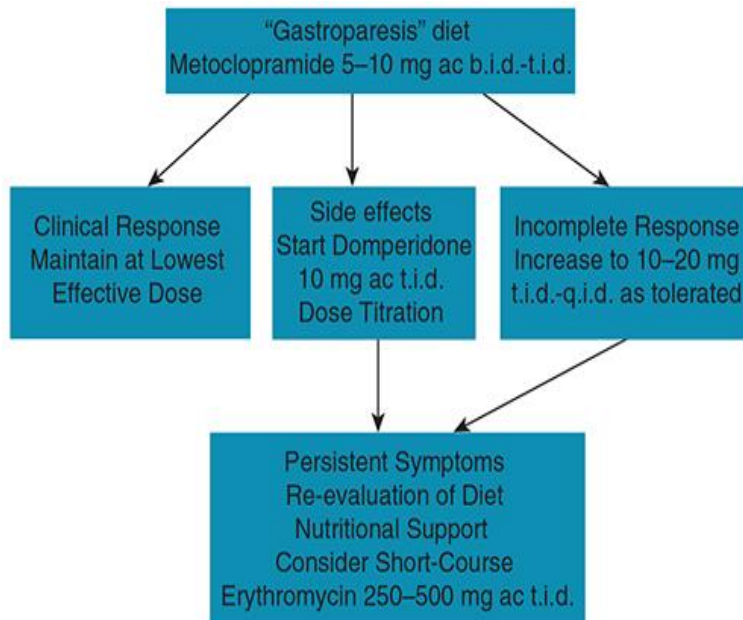 “Gastroparesis” diet
Metoclopramide 5–10 mg ac b.i.d.-t.i.d.
Clinical Response
Maintain at Lowest
Effective Dose
Side effects
Start Domperidone
10 mg ac t.i.d.
Dose Titration
Incomplete Response
Increase to 10–20 mg
t.i.d.-q.i.d. as tolerated
Persistent Symptoms
Re-evaluation of Diet
Nutritional Support
Consider Short-Course
Erythromycin 250–500 mg ac t.i.d.